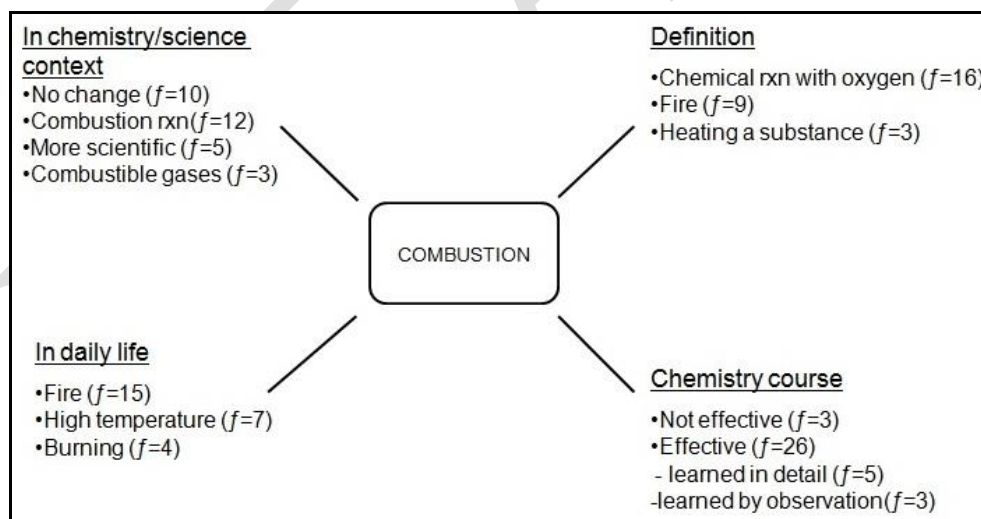 In chemistry/science
context
•No change (ƒ=10)
•Combustion rxn(ƒ=12)
•More scientific (ƒ=5)
•Combustible gases (ƒ=3)
Definition
•Chemical rxn with oxygen (ƒ=16)
•Fire (ƒ=9)
•Heating a substance (ƒ=3)
COMBUSTION
In daily life
•Fire (ƒ=15)
•High temperature (ƒ=7)
•Burning (ƒ=4)
Chemistry course
•Not effective (ƒ=3)
•Effective (ƒ=26)
- learned in detail (ƒ=5)
-learned by observation(ƒ=3)